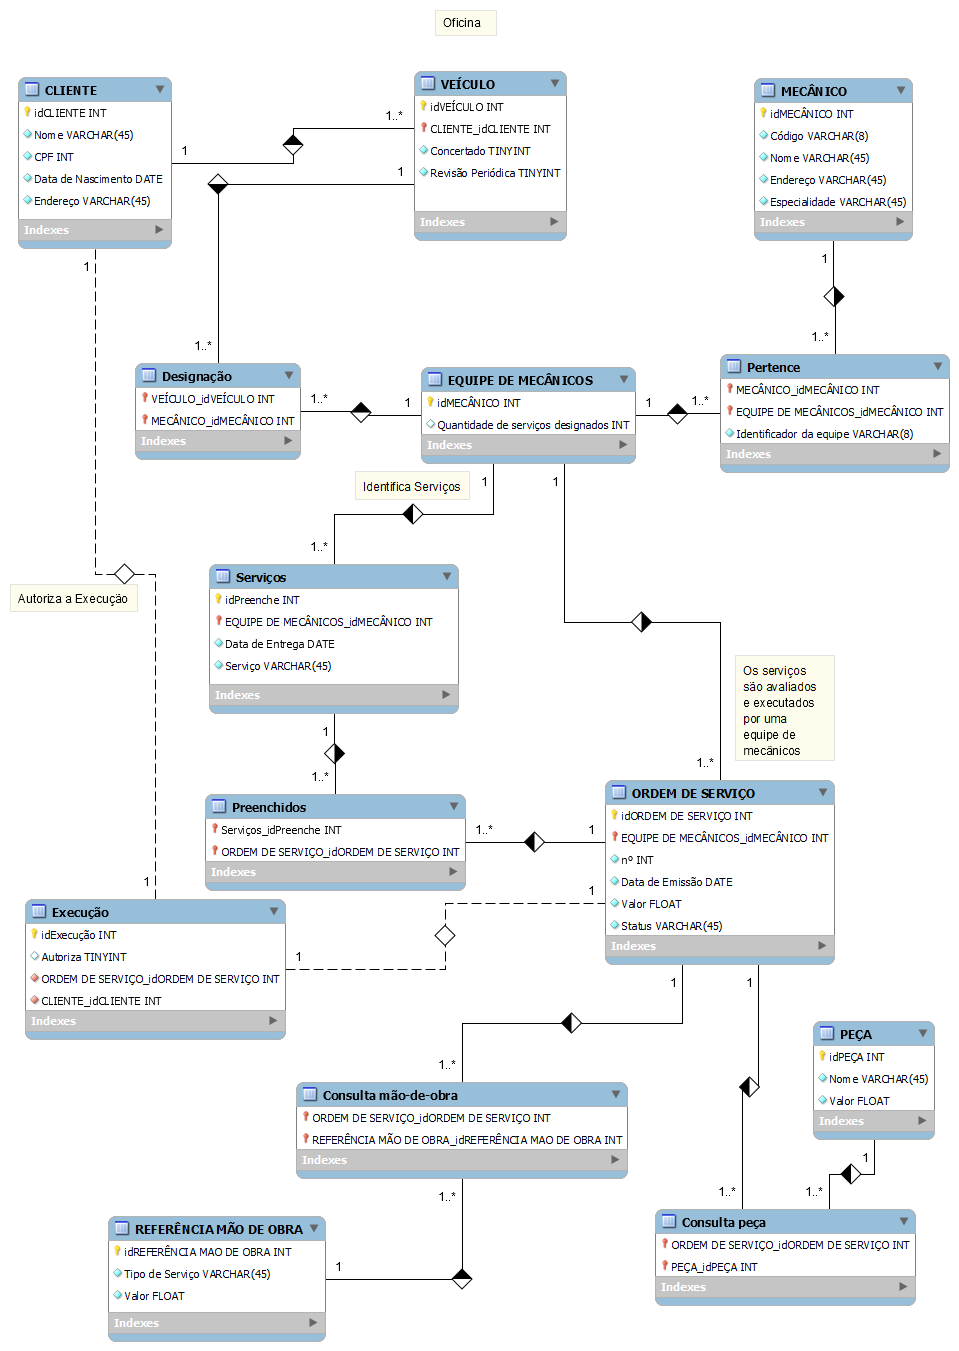 Oficina
CLIENTE
idCLIENTE INT
Nome VARCHAR(45)
CPF INT
Data de Nascimento DATE
Endereço VARCHAR(45)
Indexes
VEÍCULO
idVEÍCULO INT
CLIENTE_idCLIENTE INT
Concertado TINYINT
Revisão Periódica TINYINT
Indexes
MECÂNICO
idMECÂNICO INT
Código VARCHAR(8)
Nome VARCHAR(45)
Endereço VARCHAR(45)
Especialidade VARCHAR(45)
Indexes
1
1..*
1
1..*
1
1
1..*
Designação
VEÍCULO_idVEÍCULO INT
MECÂNICO_idMECÂNICO INT
Indexes
1..*
1
EQUIPE DE MECÂNICOS
idMECÂNICO INT
Quantidade de serviços designados INT
Indexes
1
1..*
Pertence
MECÂNICO_idMECÂNICO INT
EQUIPE DE MECÂNICOS_idMECÂNICO INT
Identificador da equipe VARCHAR(8)
Indexes
Identifica Serviços
1
1
1..*
Autoriza a Execução
Serviços
idPreenche INT
EQUIPE DE MECÂNICOS_idMECÂNICO INT
Data de Entrega DATE
Serviço VARCHAR(45)
Indexes
Os serviços
são avaliados
e executados
por uma
equipe de
mecânicos
1
1..*
1..*
Preenchidos
Serviços_idPreenche INT
ORDEM DE SERVIÇO_idORDEM DE SERVIÇO INT
Indexes
1..*
1
ORDEM DE SERVIÇO
idORDEM DE SERVIÇO INT
EQUIPE DE MECÂNICOS_idMECÂNICO INT
nº INT
Data de Emissão DATE
Valor FLOAT
Status VARCHAR(45)
Indexes
1
1
1
Execução
idExecução INT
Autoriza TINYINT
ORDEM DE SERVIÇO_idORDEM DE SERVIÇO INT
CLIENTE_idCLIENTE INT
Indexes
1
1
1..*
PEÇA
idPEÇA INT
Nome VARCHAR(45)
Valor FLOAT
Indexes
Consulta mão-de-obra
ORDEM DE SERVIÇO_idORDEM DE SERVIÇO INT
REFERÊNCIA MÃO DE OBRA_idREFERÊNCIA MAO DE OBRA INT
Indexes
1
1..*
1..*
1..*
REFERÊNCIA MÃO DE OBRA
idREFERÊNCIA MAO DE OBRA INT
Tipo de Serviço VARCHAR(45)
Valor FLOAT
Indexes
1
Consulta peça
ORDEM DE SERVIÇO_idORDEM DE SERVIÇO INT
PEÇA_idPEÇA INT
Indexes